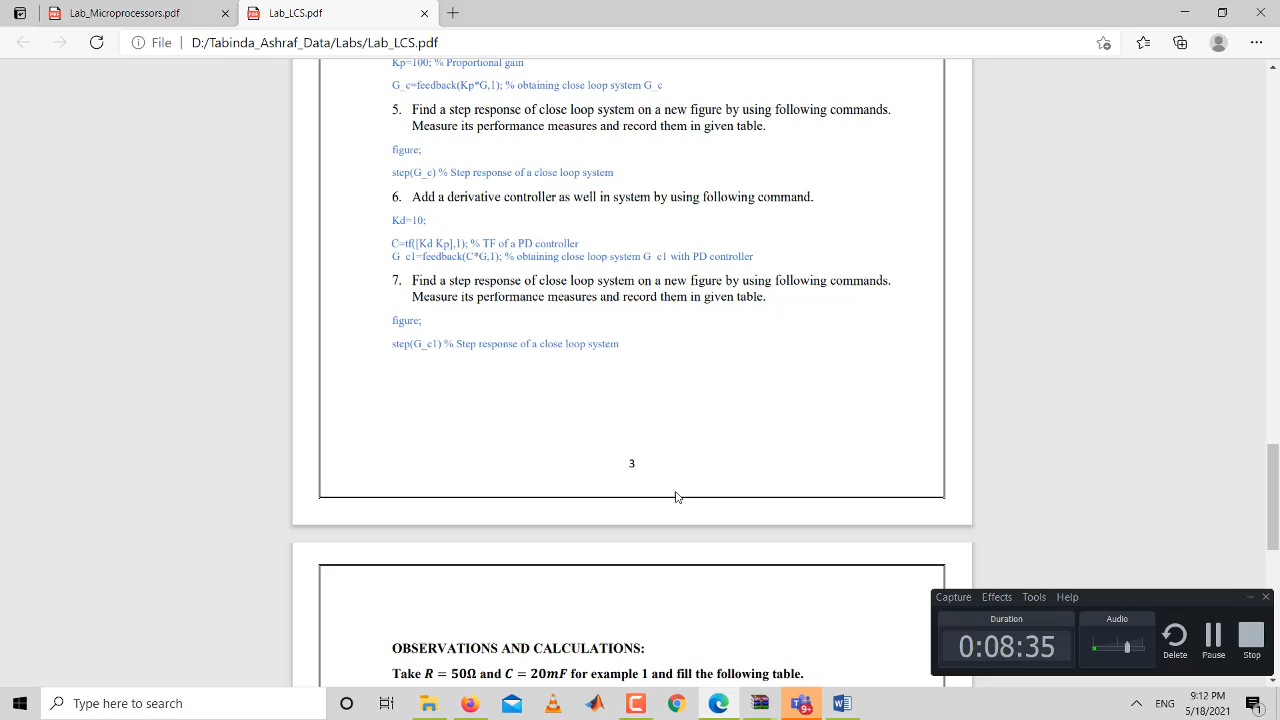 Lab_Microprocessors.pdf
Lab_LCS.pdf
File
D:/Tabinda_Ashraf_Data/Labs/Lab_LCS.pdf
Kp=100; % Proportional gain
G_c=feedback(Kp*G,1); % obtaining close loop system G_c
5. Find a step response of close loop system on a new figure by using following commands.
Measure its performance measures and record them in given table.
figure;
step(G_c) % Step response of a close loop system
6. Add a derivative controller as well in system by using following command.
Kd=10;
C=tf([Kd Kp],1); % TF of a PD controller
G_c1=feedback(C*G,1); % obtaining close loop system G_c1 with PD controller
7. Find a step response of close loop system on a new figure by using following commands.
Measure its performance measures and record them in given table.
figure;
step(G_c1) % Step response of a close loop system
3
OBSERVATIONS AND CALCULATIONS:
Take R = 50Ω and C = 20mF for example 1 and fill the following table.
Capture Effects Tools Help
Duration
0:08:35
Audio
Delete
Pause
Stop
Type here to search
9+
ENG
9:12 PM
5/18/2021
1